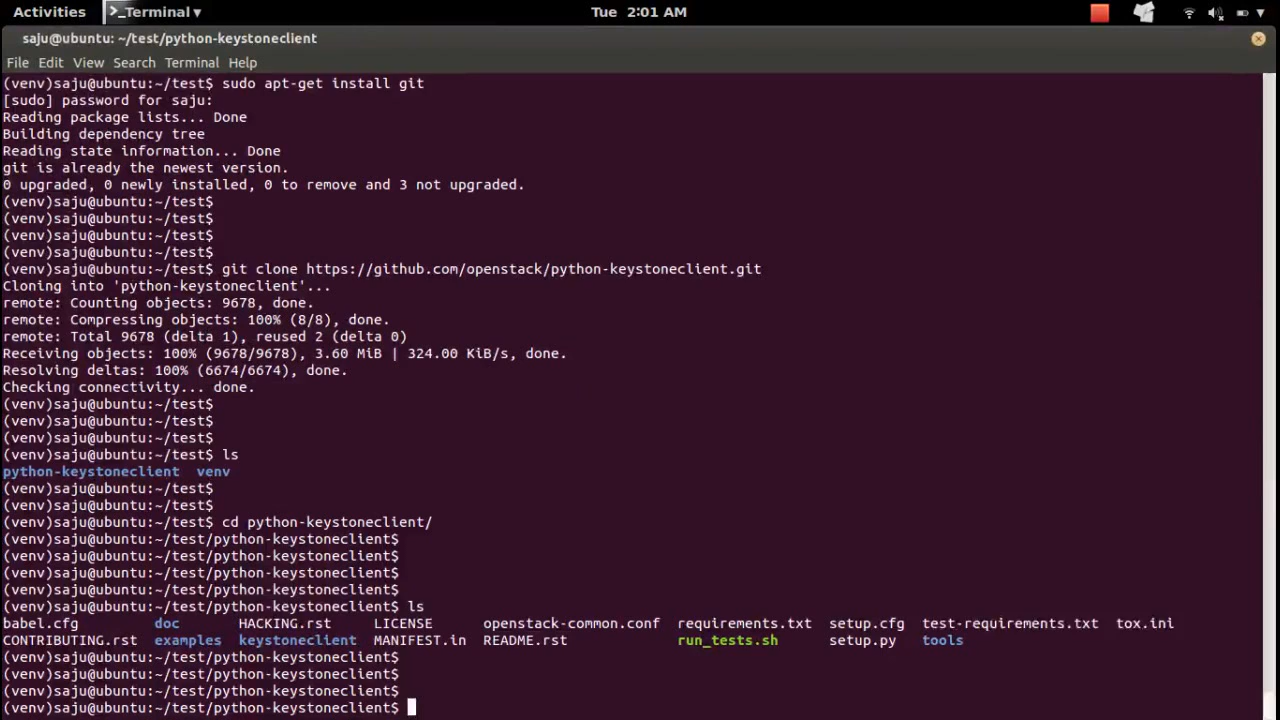 Activities Terminal Tue 2:01 AM
saju@ubuntu: ~/test/python-keystoneclient
File Edit View Search Terminal Help
(venv)saju@ubuntu:~/test$ sudo apt-get install git
[sudo] password for saju:
Reading package lists... Done
Building dependency tree
Reading state information... Done
git is already the newest version.
0 upgraded, 0 newly installed, 0 to remove and 3 not upgraded.
(venv)saju@ubuntu:~/test$
(venv)saju@ubuntu:~/test$
(venv)saju@ubuntu:~/test$
(venv)saju@ubuntu:~/test$
(venv)saju@ubuntu:~/test$ git clone https://github.com/openstack/python-keystoneclient.git
Cloning into 'python-keystoneclient'...
remote: Counting objects: 9678, done.
remote: Compressing objects: 100% (8/8), done.
remote: Total 9678 (delta 1), reused 2 (delta 0)
Receiving objects: 100% (9678/9678), 3.60 MiB | 324.00 KiB/s, done.
Resolving deltas: 100% (6674/6674), done.
Checking connectivity... done.
(venv)saju@ubuntu:~/test$
(venv)saju@ubuntu:~/test$
(venv)saju@ubuntu:~/test$
(venv)saju@ubuntu:~/test$ ls
python-keystoneclient venv
(venv)saju@ubuntu:~/test$
(venv)saju@ubuntu:~/test$
(venv)saju@ubuntu:~/test$ cd python-keystoneclient/
(venv)saju@ubuntu:~/test/python-keystoneclient$
(venv)saju@ubuntu:~/test/python-keystoneclient$
(venv)saju@ubuntu:~/test/python-keystoneclient$
(venv)saju@ubuntu:~/test/python-keystoneclient$
(venv)saju@ubuntu:~/test/python-keystoneclient$ ls
babel.cfg doc HACKING.rst LICENSE openstack-common.conf requirements.txt setup.cfg test-requirements.txt tox.ini
CONTRIBUTING.rst examples keystoneclient MANIFEST.in README.rst run_tests.sh setup.py tools
(venv)saju@ubuntu:~/test/python-keystoneclient$
(venv)saju@ubuntu:~/test/python-keystoneclient$
(venv)saju@ubuntu:~/test/python-keystoneclient$
(venv)saju@ubuntu:~/test/python-keystoneclient$